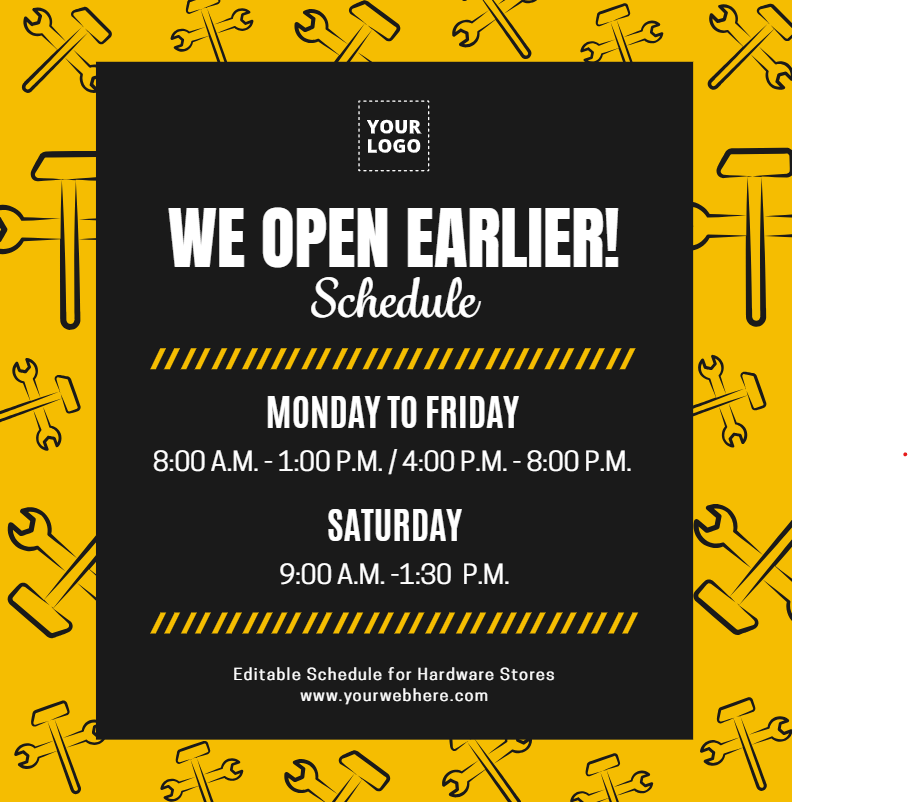 YOUR
LOGO
WE OPEN EARLIER!
Schedule
MONDAY TO FRIDAY
8:00 A.M. - 1:00 P.M. / 4:00 P.M. - 8:00 P.M.
SATURDAY
9:00 A.M. -1:30  P.M.
Editable Schedule for Hardware Stores
www.yourwebhere.com